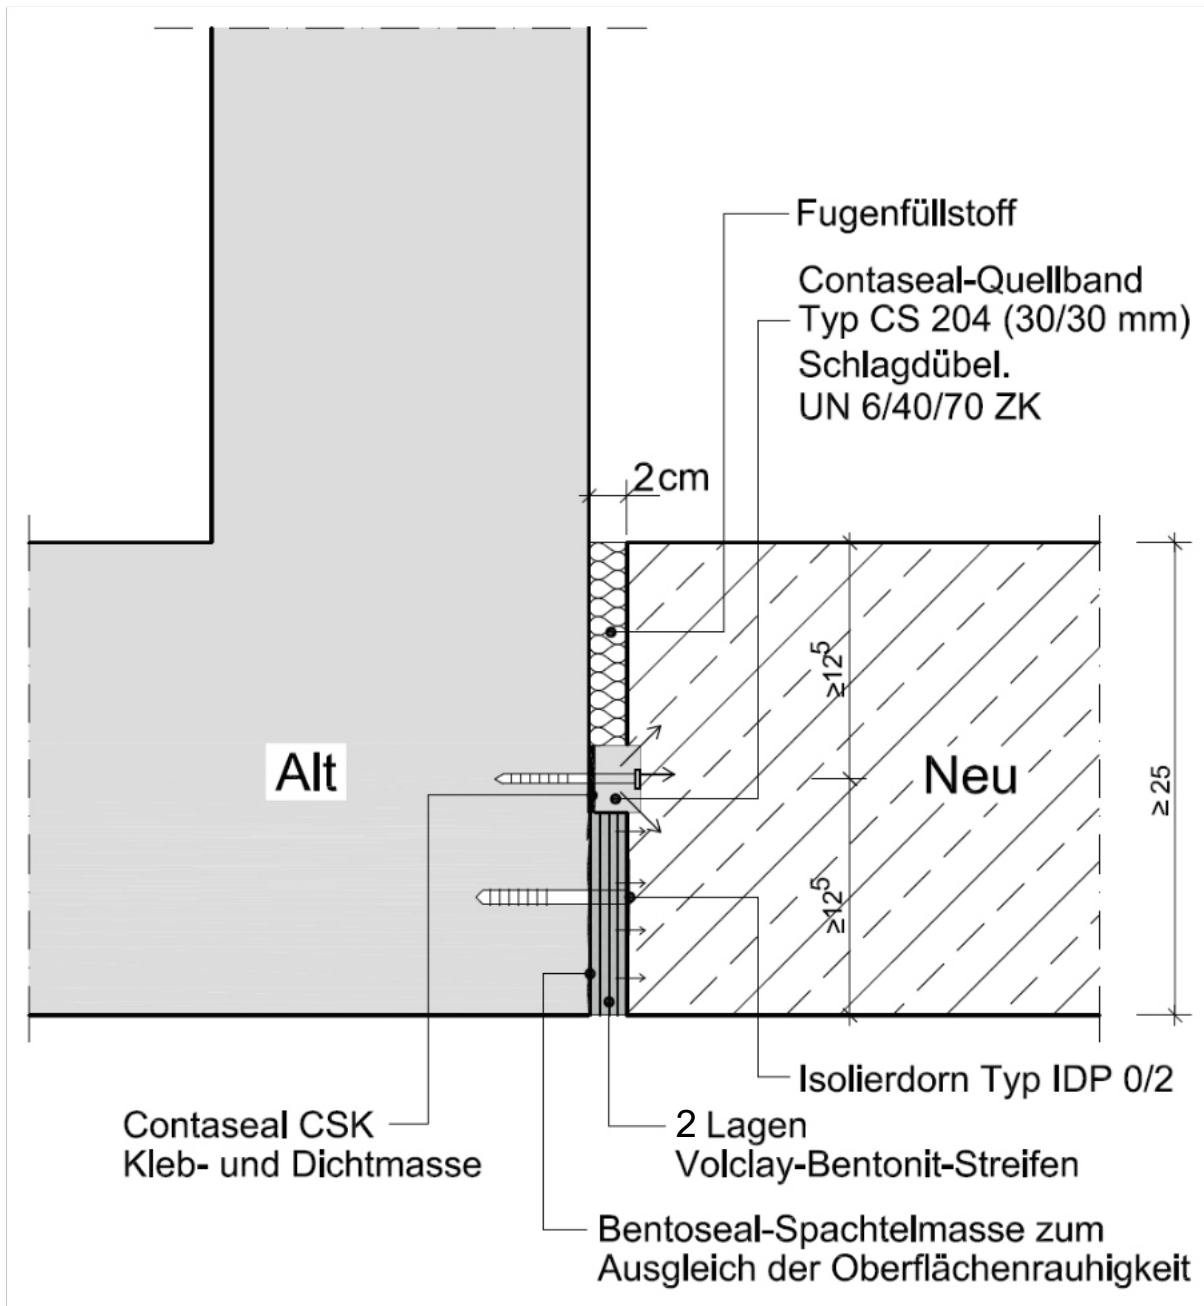 Fugenfüllstoff
Contaseal-Quellband
Typ CS 204 (30/30 mm)
Schlagdübel.
UN 6/40/70 ZK
2 cm
≥12⁵
Alt
Neu
≥25
≥12⁵
Isolierdorn Typ IDP 0/2
Contaseal CSK
Kleb- und Dichtmasse
2 Lagen
Volclay-Bentonit-Streifen
Bentoseal-Spachtelmasse zum
Ausgleich der Oberflächenrauhigkeit